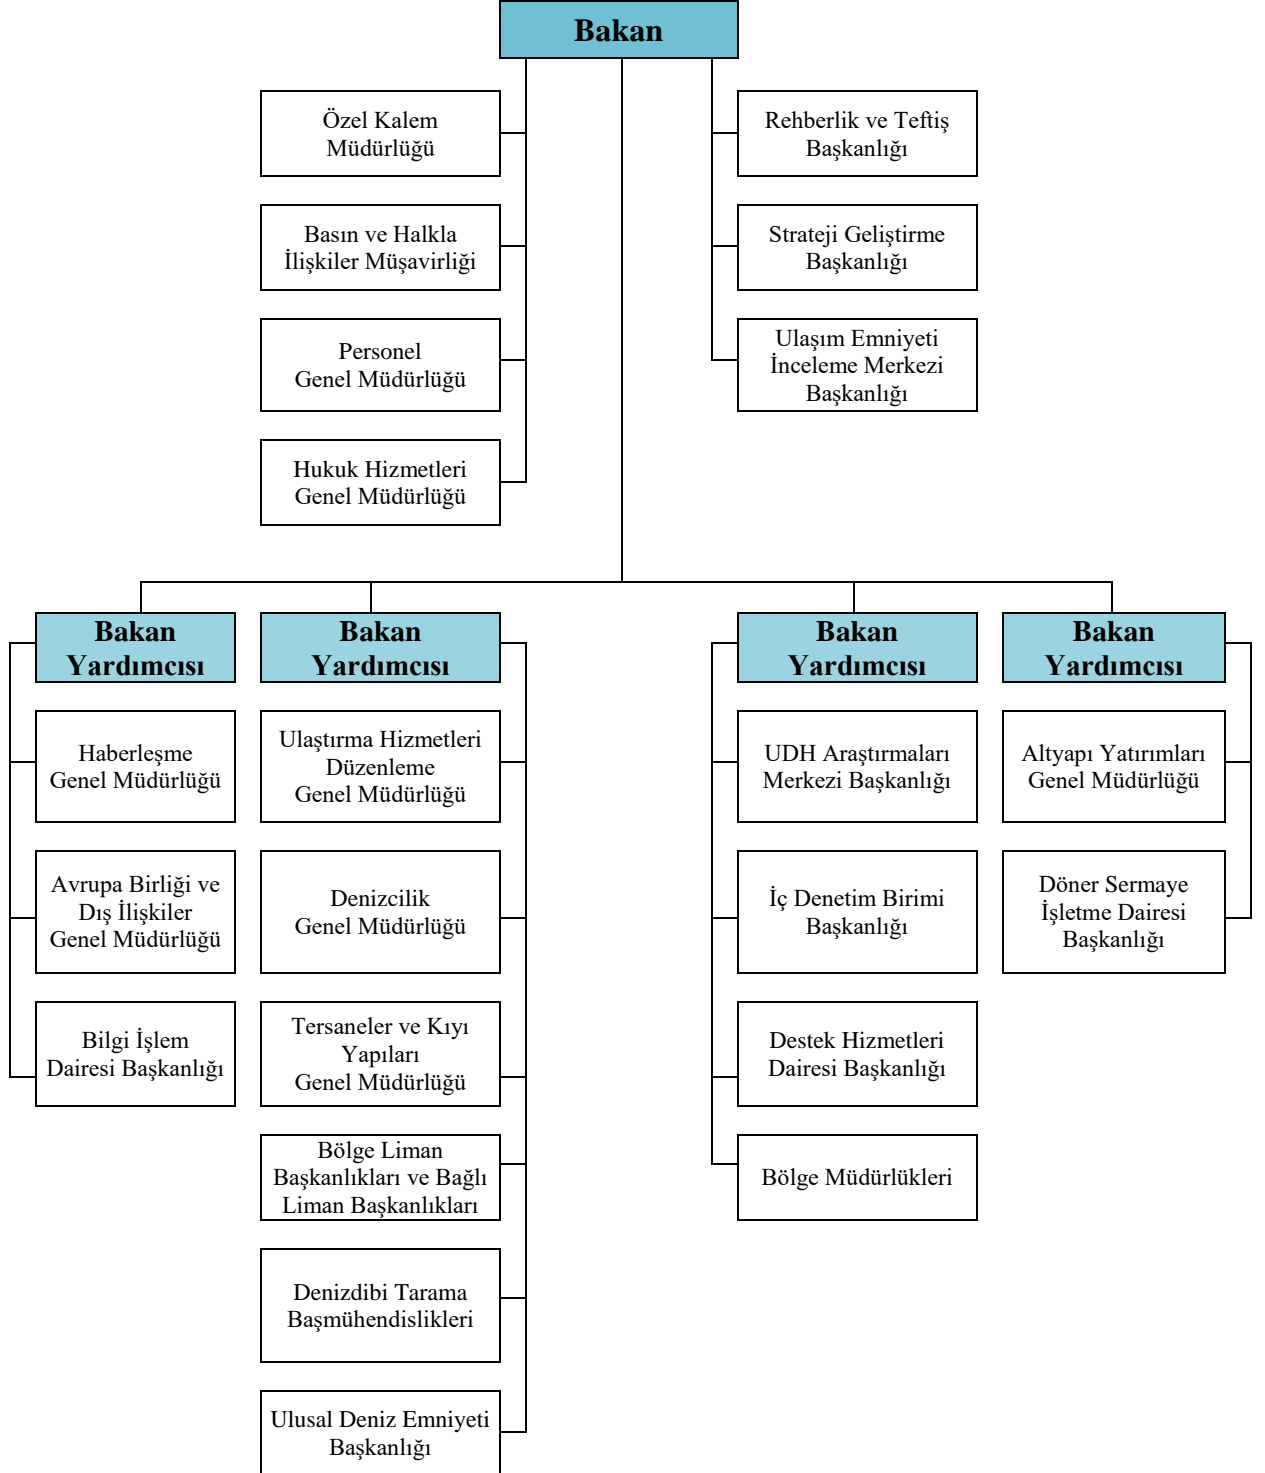 Bakan
Özel Kalem
Müdürlüğü
Basın ve Halkla
İlişkiler Müşavirliği
Personel
Genel Müdürlüğü
Hukuk Hizmetleri
Genel Müdürlüğü
Rehberlik ve Teftiş
Başkanlığı
Strateji Geliştirme
Başkanlığı
Ulaşım Emniyeti
İnceleme Merkezi
Başkanlığı
Bakan
Yardımcısı
Haberleşme
Genel Müdürlüğü
Avrupa Birliği ve
Dış İlişkiler
Genel Müdürlüğü
Bilgi İşlem
Dairesi Başkanlığı
Bakan
Yardımcısı
Ulaştırma Hizmetleri
Düzenleme
Genel Müdürlüğü
Denizcilik
Genel Müdürlüğü
Tersaneler ve Kıyı
Yapıları
Genel Müdürlüğü
Bölge Liman
Başkanlıkları ve Bağlı
Liman Başkanlıkları
Denizdibi Tarama
Başmühendislikleri
Ulusal Deniz Emniyeti
Başkanlığı
Bakan
Yardımcısı
UDH Araştırmaları
Merkezi Başkanlığı
İç Denetim Birimi
Başkanlığı
Destek Hizmetleri
Dairesi Başkanlığı
Bölge Müdürlükleri
Bakan
Yardımcısı
Altyapı Yatırımları
Genel Müdürlüğü
Döner Sermaye
İşletme Dairesi
Başkanlığı